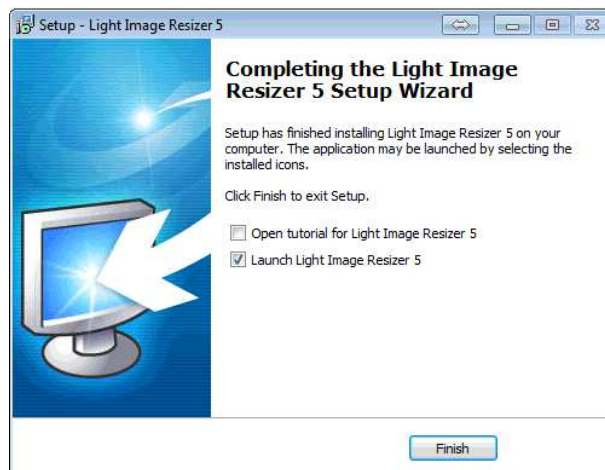 Setup - Light Image Resizer 5
Completing the Light Image
Resizer 5 Setup Wizard
Setup has finished installing Light Image Resizer 5 on your
computer. The application may be launched by selecting the
installed icons.
Click Finish to exit Setup.
Open tutorial for Light Image Resizer 5
Launch Light Image Resizer 5
Finish